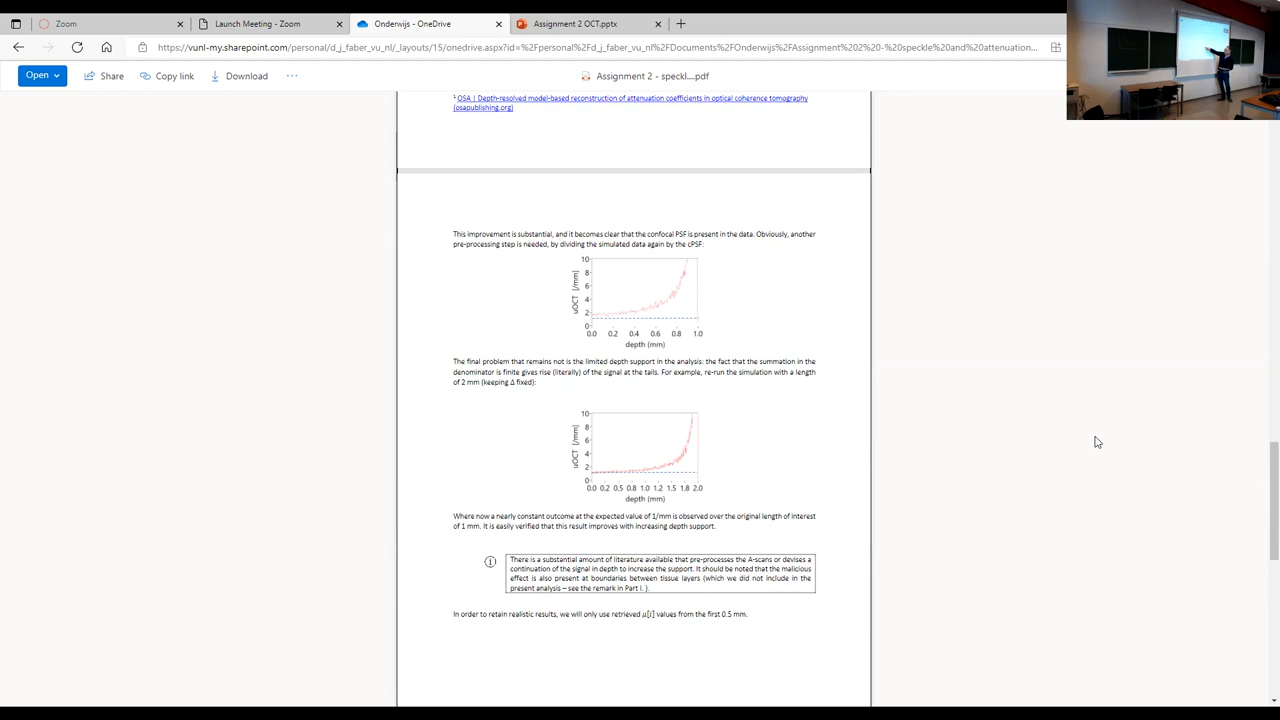 Zoom
Launch Meeting - Zoom
Onderwijs - OneDrive
Assignment 2 OCT.pptx
https://vunl-my.sharepoint.com/personal/d_j_faber_vu_nl/_layouts/15/onedrive.aspx?id=%2Fpersonal%2Fd_j_faber_vu_nl%2FDocuments%2FOnderwijs%2FAssignment%202%20-%20speckle%20and%20attenuation...
Open
Share
Copy link
Download
Assignment 2 - speckl....pdf
1 OSA | Depth-resolved model-based reconstruction of attenuation coefficients in optical coherence tomography
(osapublishing.org)
This improvement is substantial, and it becomes clear that the confocal PSF is present in the data. Obviously, another
pre-processing step is needed, by dividing the simulated data again by the cPSF:
10
8
6
4
2
0
uOCT [/mm]
0.0 0.2 0.4 0.6 0.8 1.0
depth (mm)
The final problem that remains not is the limited depth support in the analysis: the fact that the summation in the
denominator is finite gives rise (literally) of the signal at the tails. For example, re-run the simulation with a length
of 2 mm (keeping Δ fixed):
10
8
6
4
2
0
uOCT [/mm]
0.0 0.2 0.5 0.8 1.0 1.2 1.5 1.8 2.0
depth (mm)
Where now a nearly constant outcome at the expected value of 1/mm is observed over the original length of interest
of 1 mm. It is easily verified that this result improves with increasing depth support.
There is a substantial amount of literature available that pre-processes the A-scans or devises a
continuation of the signal in depth to increase the support. It should be noted that the malicious
effect is also present at boundaries between tissue layers (which we did not include in the
present analysis – see the remark in Part I. ).
In order to retain realistic results, we will only use retrieved μ[i] values from the first 0.5 mm.